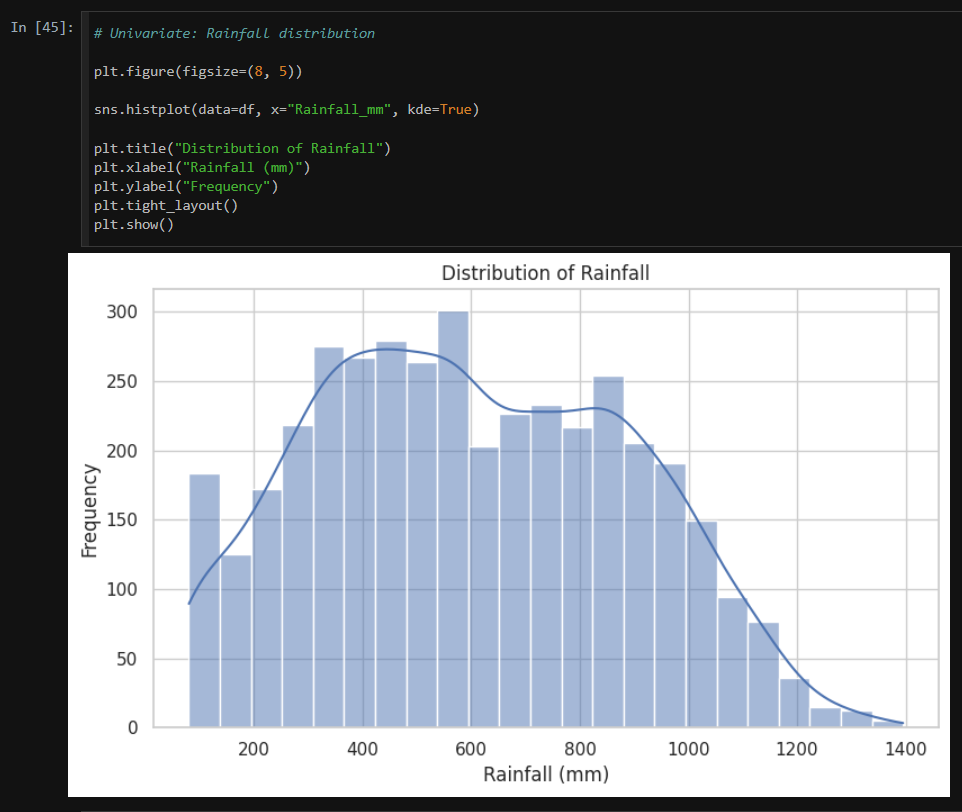 In [45]:
# Univariate: Rainfall distribution
plt.figure(figsize=(8, 5))
sns.histplot(data=df, x="Rainfall_mm", kde=True)
plt.title("Distribution of Rainfall")
plt.xlabel("Rainfall (mm)")
plt.ylabel("Frequency")
plt.tight_layout()
plt.show()
Distribution of Rainfall
300
250
200
150
100
50
0
Frequency
200 400 600 800 1000 1200 1400
Rainfall (mm)